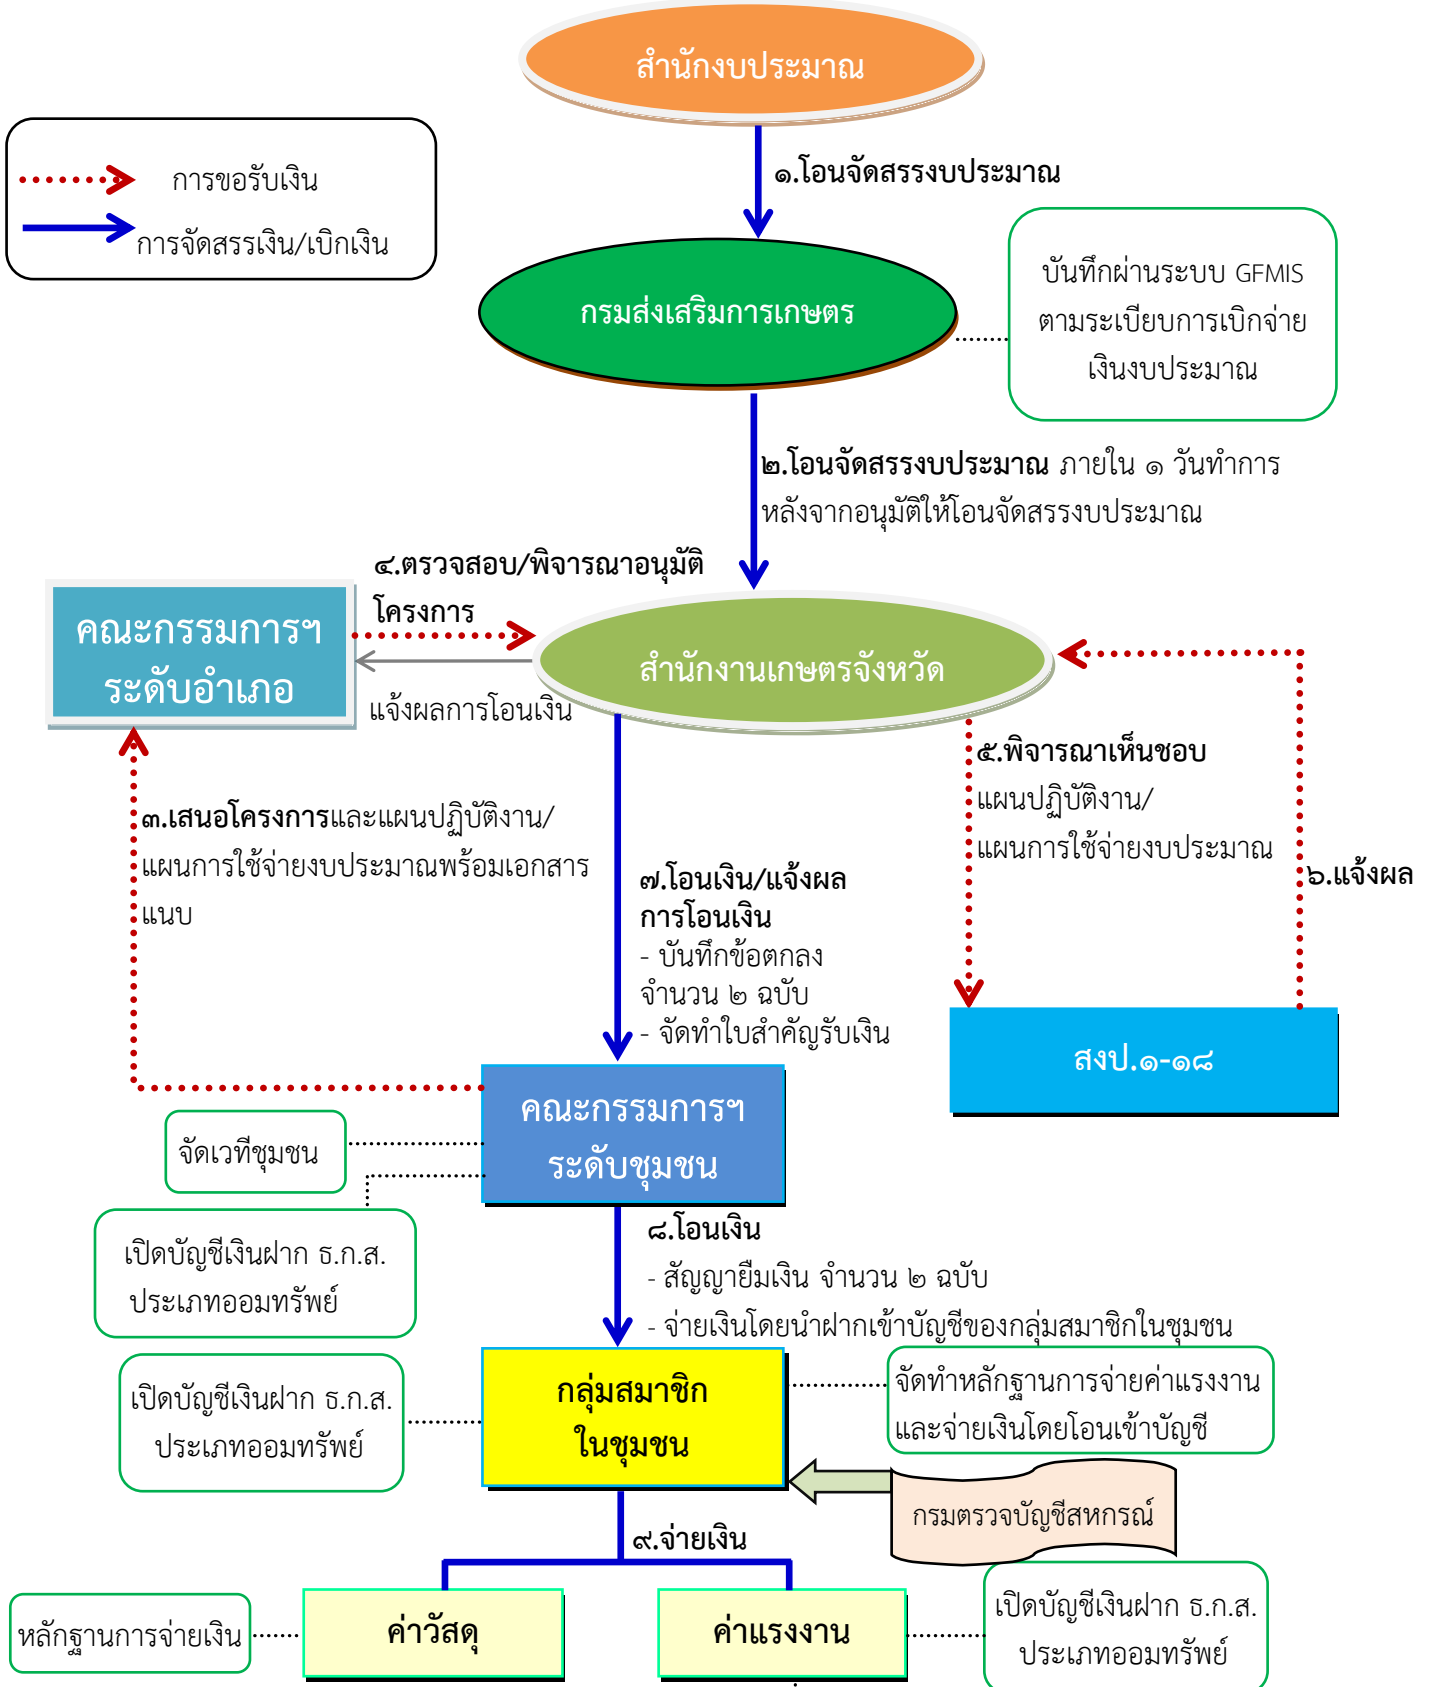 สำนักงบประมาณ
การขอรับเงิน
การจัดสรรเงิน/เบิกเงิน
๑.โอนจัดสรรงบประมาณ
กรมส่งเสริมการเกษตร
บันทึกผ่านระบบ GFMIS
ตามระเบียบการเบิกจ่าย
เงินงบประมาณ
๒.โอนจัดสรรงบประมาณ ภายใน ๑ วันทำการ
หลังจากอนุมัติให้โอนจัดสรรงบประมาณ
๔.ตรวจสอบ/พิจารณาอนุมัติ
โครงการ
คณะกรรมการฯ
ระดับอำเภอ
สำนักงานเกษตรจังหวัด
แจ้งผลการโอนเงิน
๕.พิจารณาเห็นชอบ
แผนปฏิบัติงาน/
แผนการใช้จ่ายงบประมาณ
๓.เสนอโครงการและแผนปฏิบัติงาน/
แผนการใช้จ่ายงบประมาณพร้อมเอกสาร
แนบ
๖.แจ้งผล
๗.โอนเงิน/แจ้งผล
การโอนเงิน
- บันทึกข้อตกลง
จำนวน ๒ ฉบับ
- จัดทำใบสำคัญรับเงิน
สงป.๑-๑๘
คณะกรรมการฯ
ระดับชุมชน
จัดเวทีชุมชน
เปิดบัญชีเงินฝาก ธ.ก.ส.
ประเภทออมทรัพย์
๘.โอนเงิน
- สัญญายืมเงิน จำนวน ๒ ฉบับ
- จ่ายเงินโดยนำฝากเข้าบัญชีของกลุ่มสมาชิกในชุมชน
เปิดบัญชีเงินฝาก ธ.ก.ส.
ประเภทออมทรัพย์
กลุ่มสมาชิก
ในชุมชน
จัดทำหลักฐานการจ่ายค่าแรงงาน
และจ่ายเงินโดยโอนเข้าบัญชี
กรมตรวจบัญชีสหกรณ์
๙.จ่ายเงิน
หลักฐานการจ่ายเงิน
ค่าวัสดุ
ค่าแรงงาน
เปิดบัญชีเงินฝาก ธ.ก.ส.
ประเภทออมทรัพย์